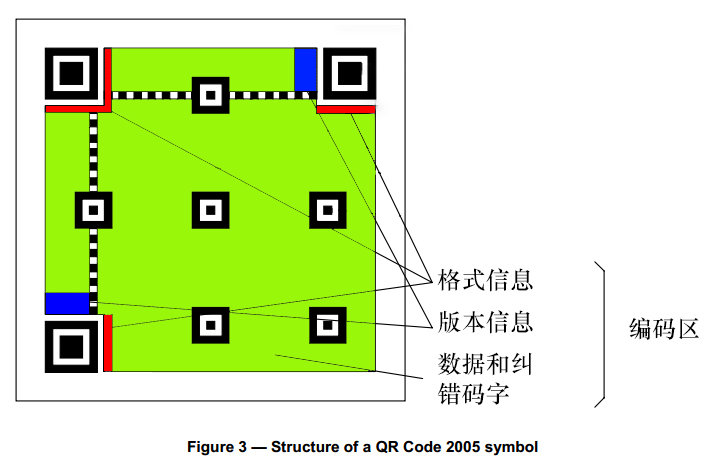 格式信息
版本信息
数据和纠
错码字
编码区
Figure 3 — Structure of a QR Code 2005 symbol